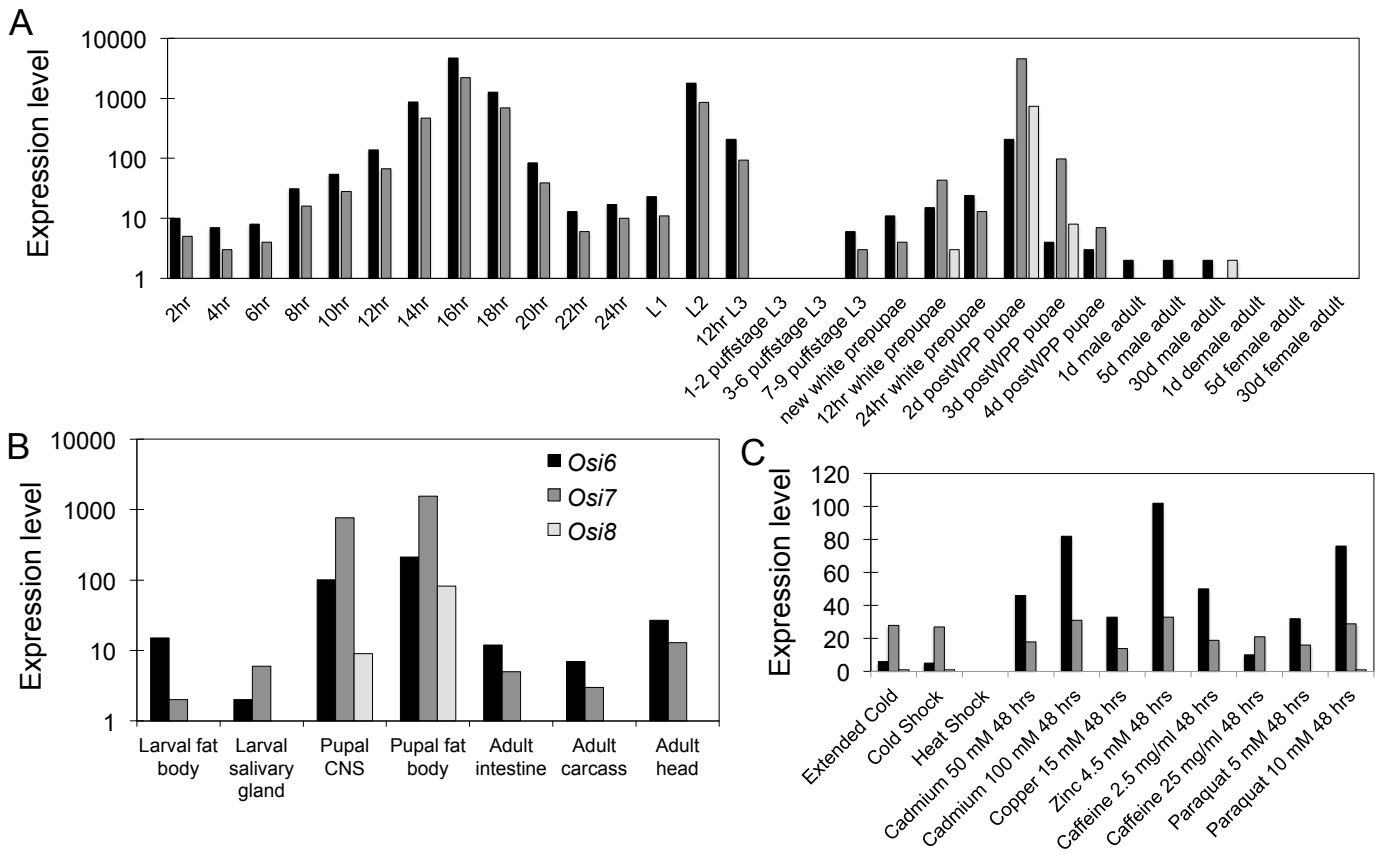 A
Expression level
10000
1000
100
10
1
2hr
4hr
6hr
8hr
10hr
12hr
14hr
16hr
18hr
20hr
22hr
24hr
L1
L2
12hr L3
1-2 puffstage L3
3-6 puffstage L3
7-9 puffstage L3
new white prepupae
12hr white prepupae
24hr white prepupae
2d postWPP pupae
3d postWPP pupae
4d postWPP pupae
1d male adult
5d male adult
30d male adult
1d demale adult
5d female adult
30d female adult
B
Expression level
10000
1000
100
10
1
Osi6
Osi7
Osi8
Larval fat
body
Larval
salivary
gland
Pupal
CNS
Pupal fat
body
Adult
intestine
Adult
carcass
Adult
head
C
Expression level
120
100
80
60
40
20
0
Extended Cold
Cold Shock
Heat Shock
Cadmium 50 mM 48 hrs
Cadmium 100 mM 48 hrs
Copper 15 mM 48 hrs
Zinc 4.5 mM 48 hrs
Caffeine 2.5 mg/ml 48 hrs
Caffeine 25 mg/ml 48 hrs
Paraquat 5 mM 48 hrs
Paraquat 10 mM 48 hrs